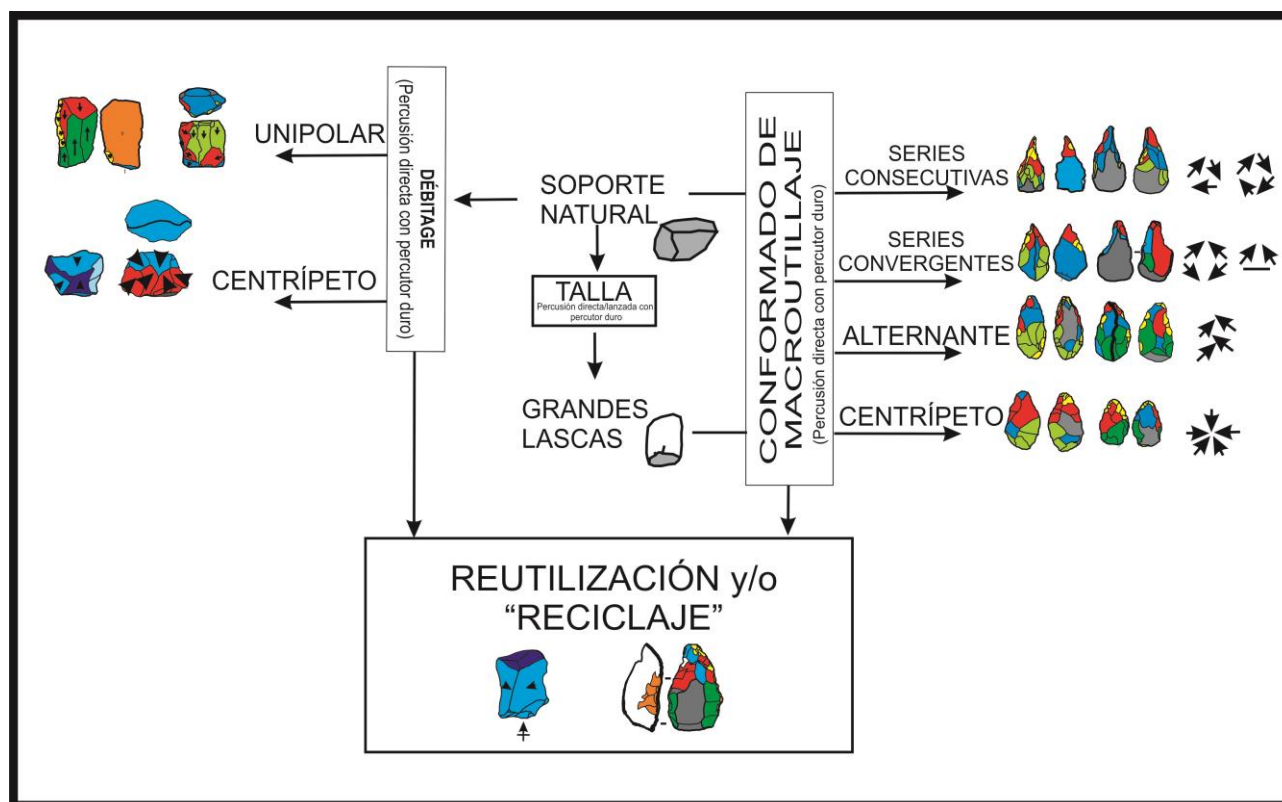 UNIPOLAR
CENTRÍPETO
DÉBITAGE
(Percusión directa con percutor duro)
SOPORTE
NATURAL
TALLA
Percusión directa/lanzada con
percutor duro
GRANDES
LASCAS
CONFORMADO DE
MACROUTILLAJE
(Percusión directa con percutor duro)
SERIES
CONSECUTIVAS
SERIES
CONVERGENTES
ALTERNANTE
CENTRÍPETO
REUTILIZACIÓN y/o
“RECICLAJE”